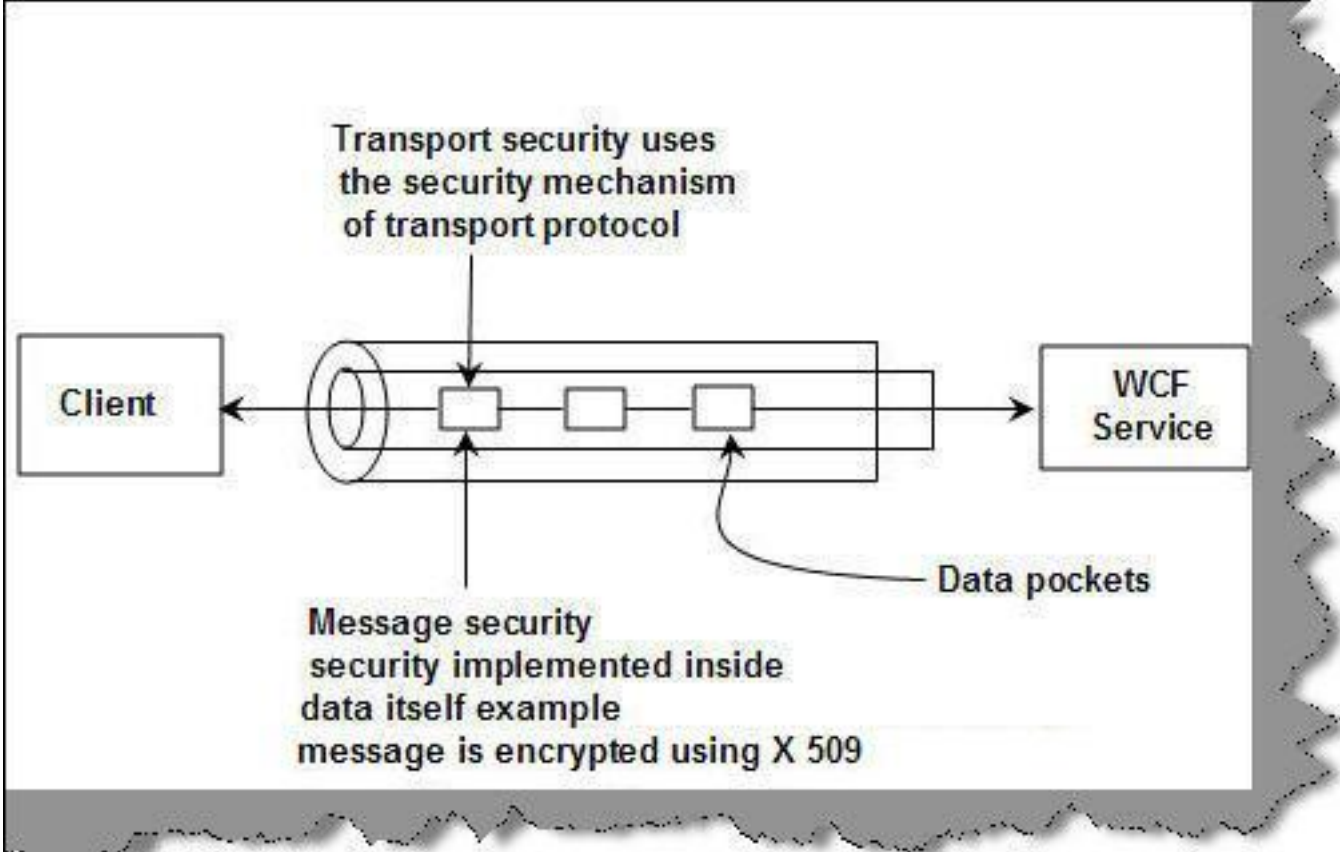 Transport security uses
the security mechanism
of transport protocol
Client
WCF
Service
Data pockets
Message security
security implemented inside
data itself example
message is encrypted using X 509